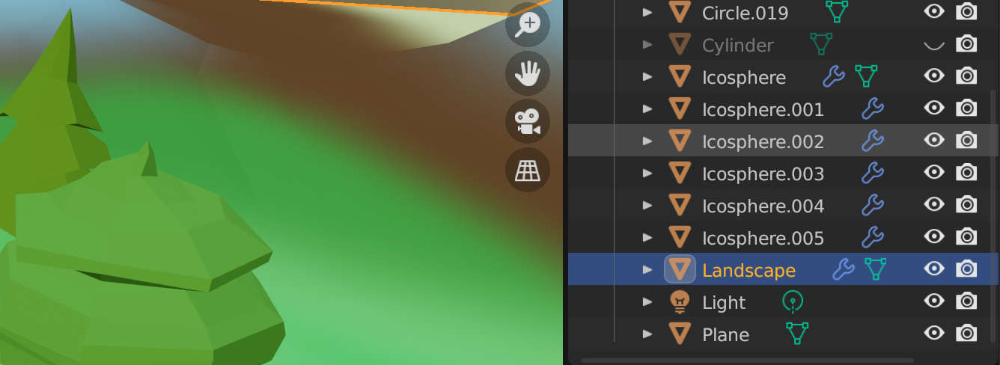 Circle.019
Cylinder
Icosphere
Icosphere.001
Icosphere.002
Icosphere.003
Icosphere.004
Icosphere.005
Landscape
Light
Plane